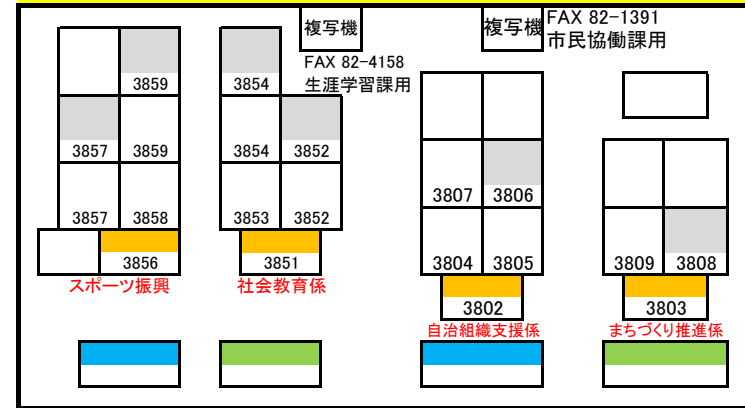 複写機
複写機
FAX 82-1391
市民協働課用
FAX 82-4158
生涯学習課用
3859
3854
3857 3859
3854 3852
3807 3806
3857 3858
3853 3852
3804 3805
3809 3808
3856
3851
3802
3803
スポーツ振興
社会教育係
自治組織支援係
まちづくり推進係